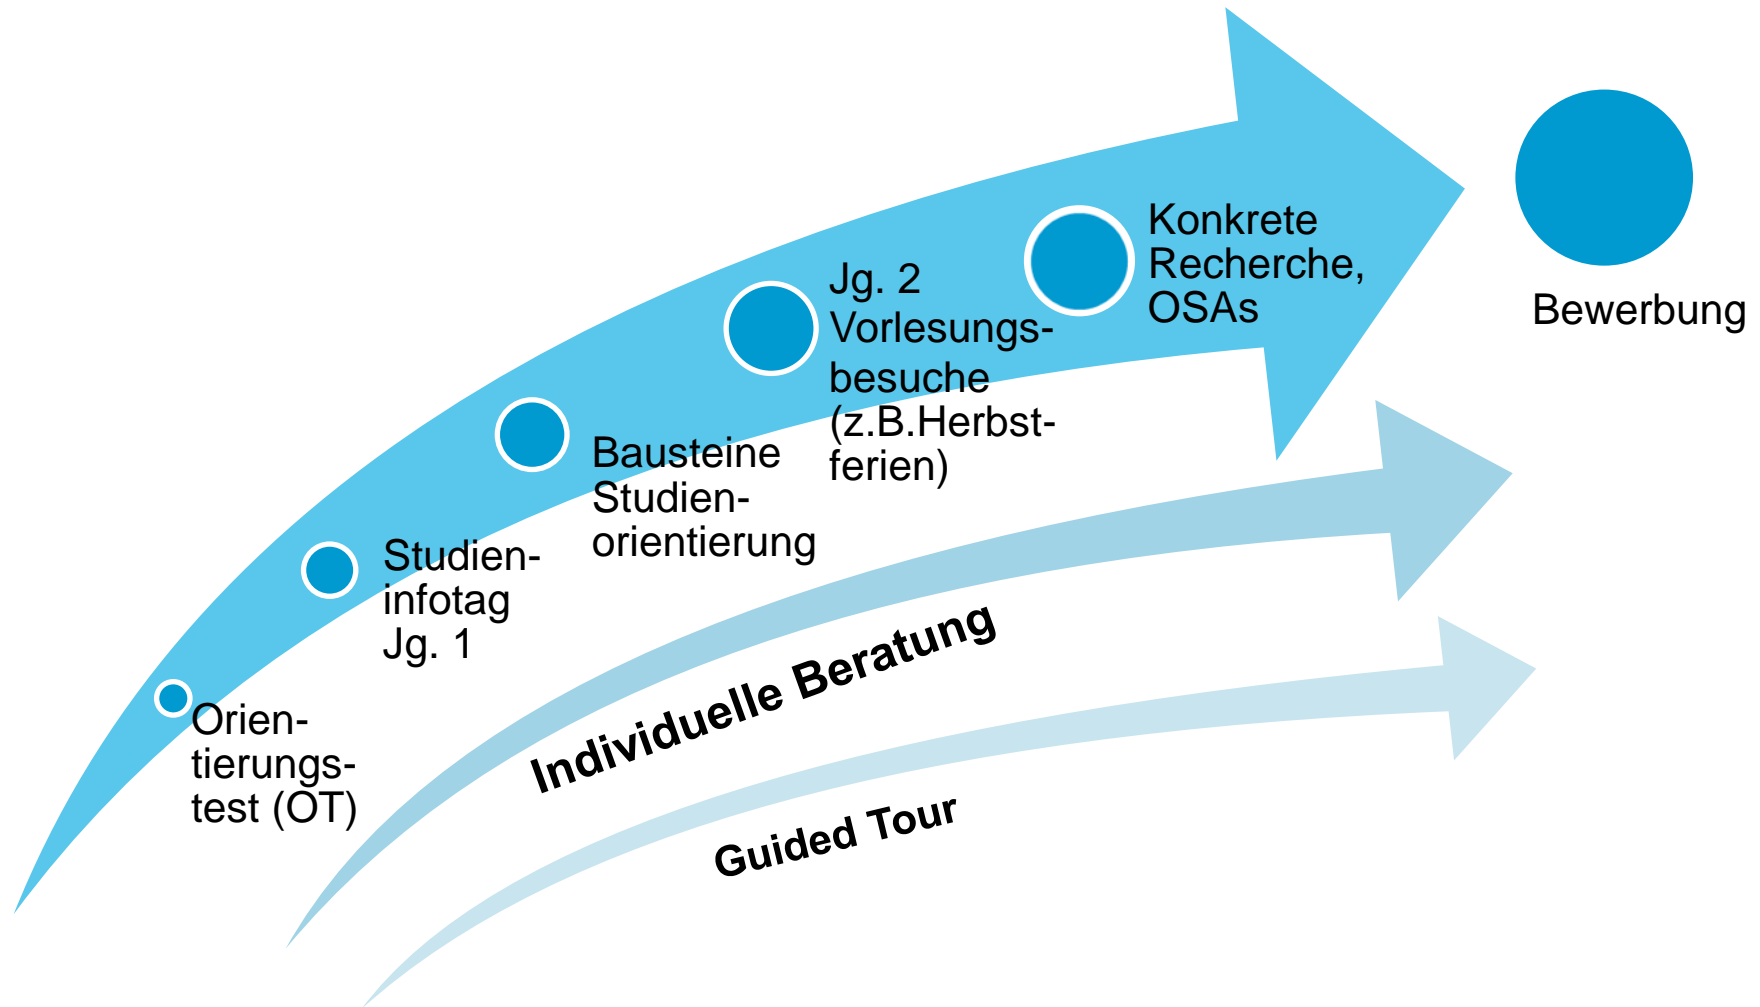 Orien-
tierungs-
test (OT)
Studien-
infotag
Jg. 1
Bausteine
Studien-
orientierung
Jg. 2
Vorlesungs-
besuche
(z.B.Herbst-
ferien)
Konkrete
Recherche,
OSAs
Bewerbung
Individuelle Beratung
Guided Tour